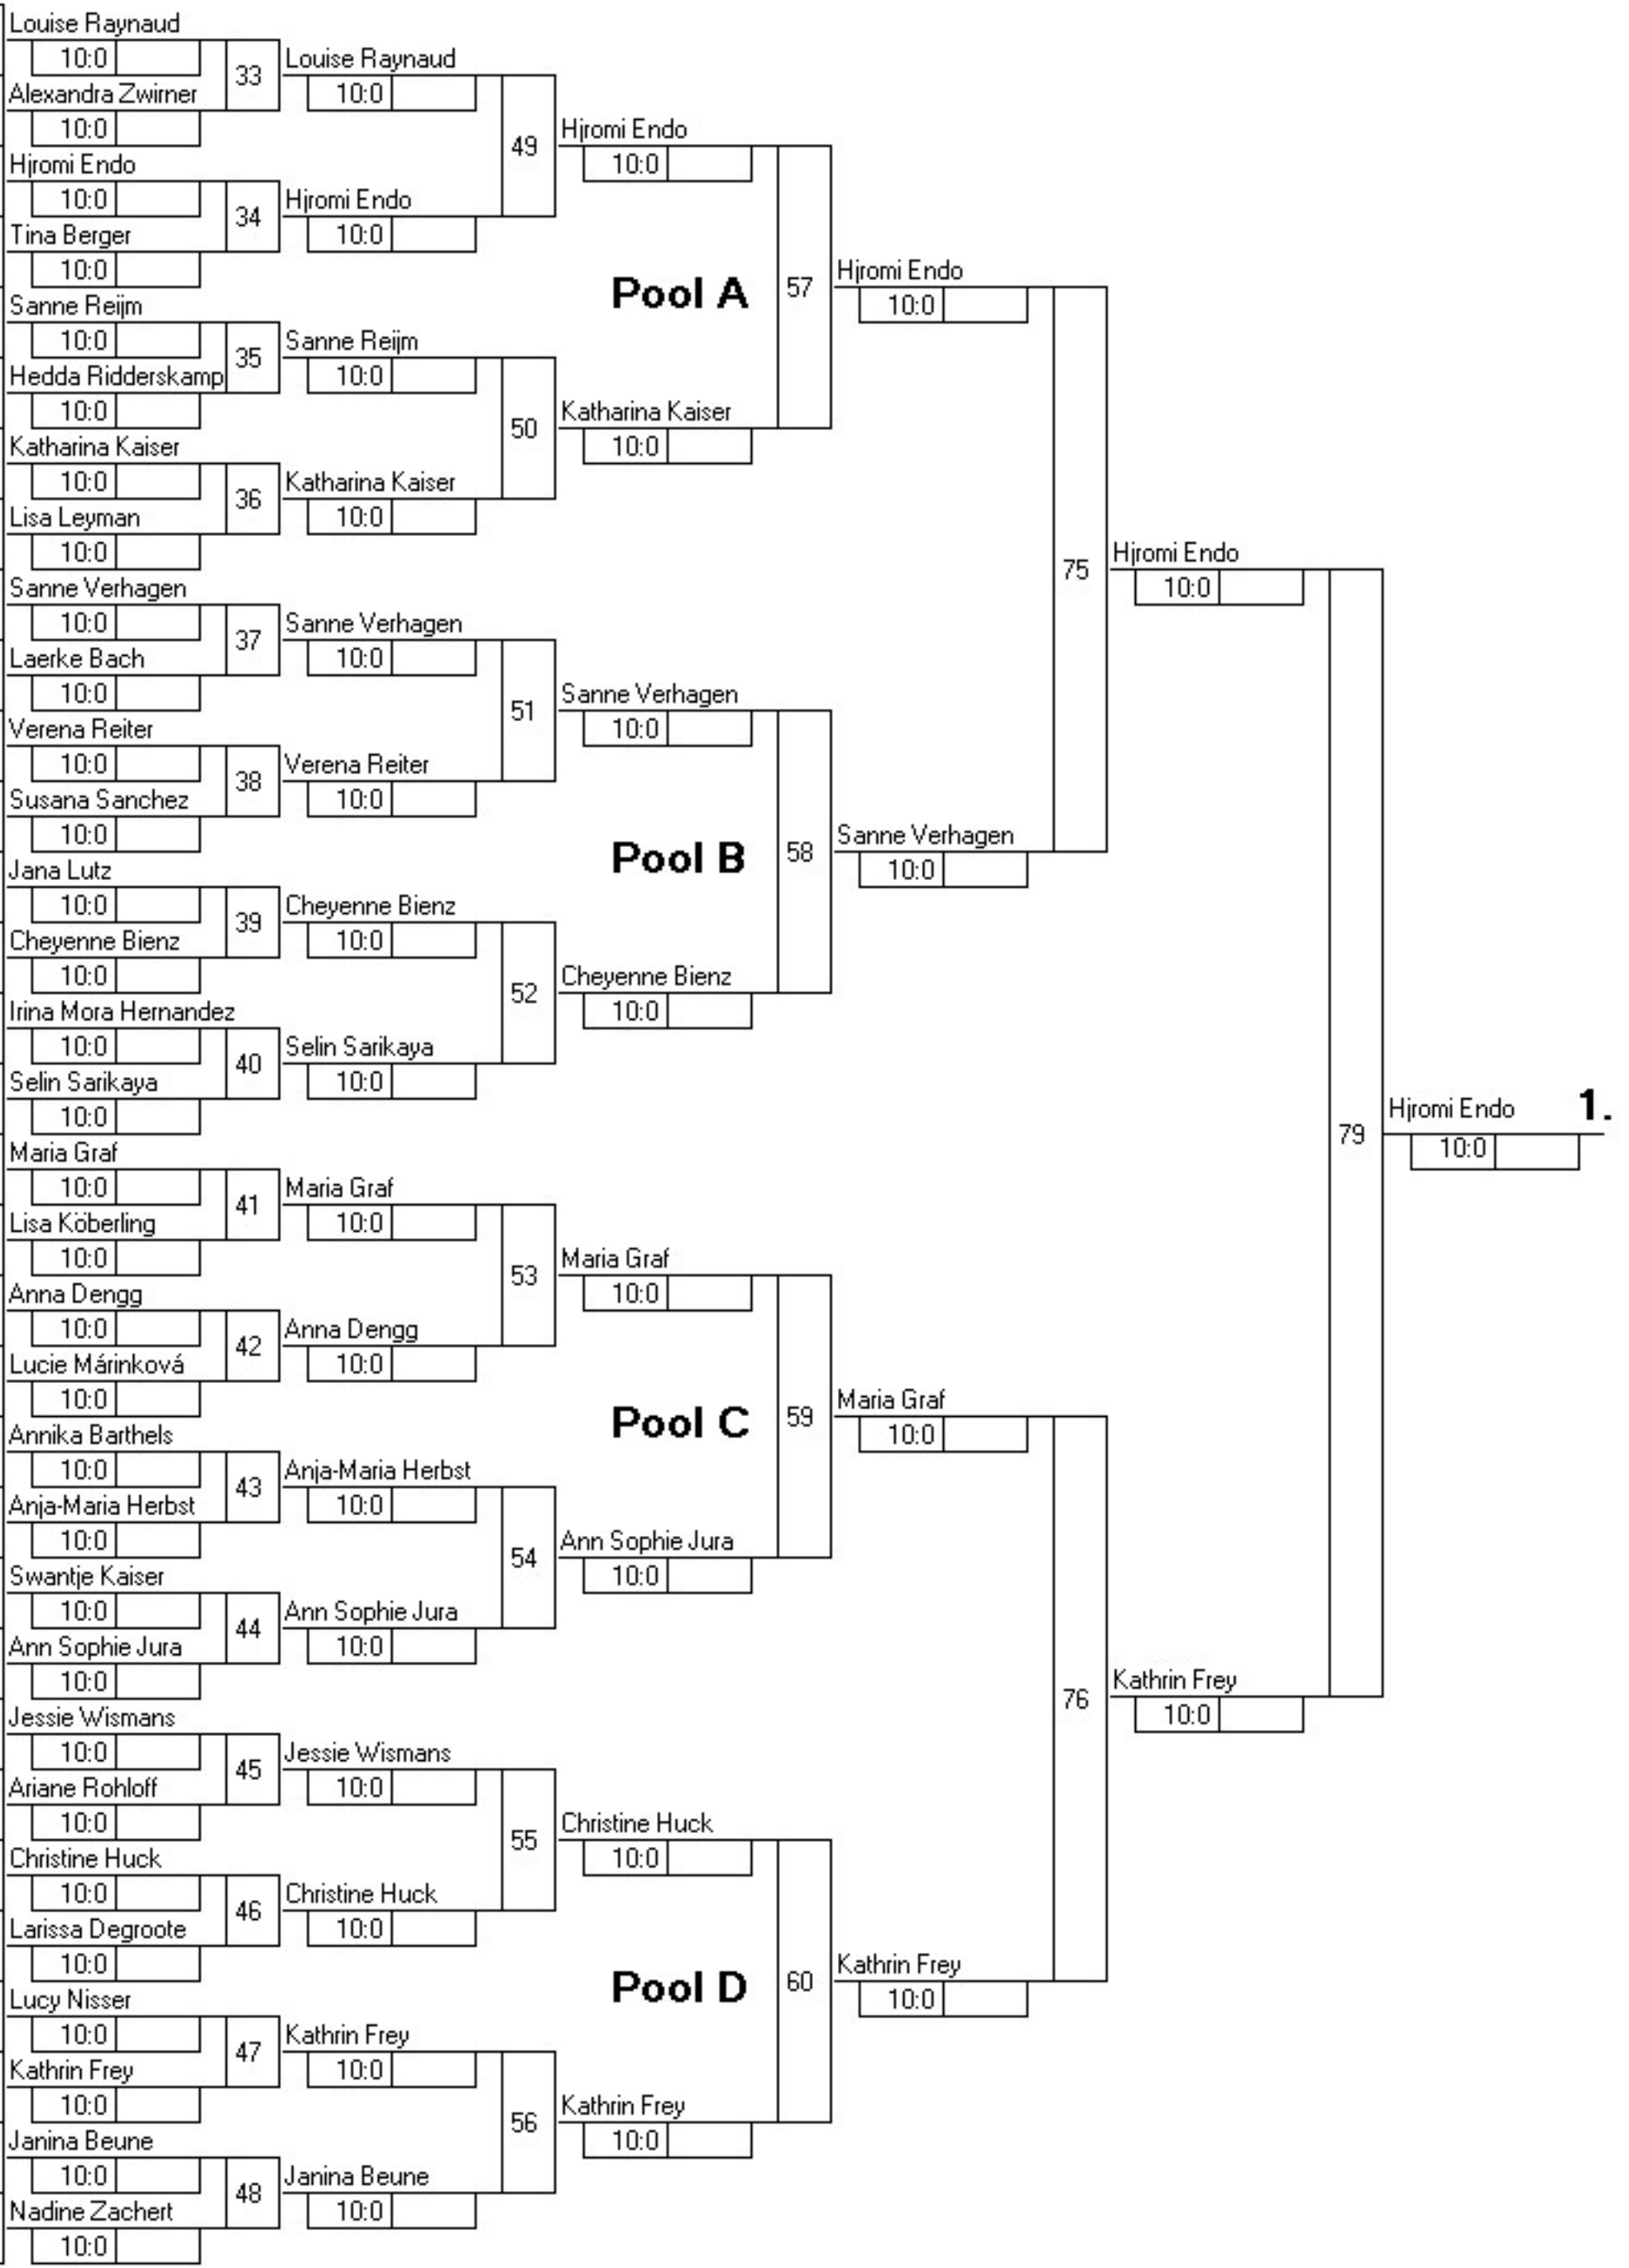 Louise Raynaud
10:0
Alexandra Zwirner
10:0
Hjromi Endo
10:0
Tina Berger
10:0
Sanne Reijm
10:0
Hedda Ridderskamp
10:0
Katharina Kaiser
10:0
Lisa Leyman
10:0
Sanne Verhagen
10:0
Laerke Bach
10:0
Verena Reiter
10:0
Susana Sanchez
10:0
Jana Lutz
10:0
Cheyenne Bienz
10:0
Irina Mora Hernandez
10:0
Selin Sarikaya
10:0
Maria Graf
10:0
Lisa Köberling
10:0
Anna Dengg
10:0
Lucie Márinková
10:0
Annika Barthels
10:0
Anja-Maria Herbst
10:0
Swantje Kaiser
10:0
Ann Sophie Jura
10:0
Jessie Wismans
10:0
Ariane Rohloff
10:0
Christine Huck
10:0
Larissa Degroote
10:0
Lucy Nisser
10:0
Kathrin Frey
10:0
Janina Beune
10:0
Nadine Zachert
10:0
33
34
35
36
37
38
39
40
41
42
43
44
45
46
47
48
Louise Raynaud
10:0
Hjromi Endo
10:0
Sanne Reijm
10:0
Katharina Kaiser
10:0
Sanne Verhagen
10:0
Verena Reiter
10:0
Cheyenne Bienz
10:0
Selin Sarikaya
10:0
Maria Graf
10:0
Anna Dengg
10:0
Anja-Maria Herbst
10:0
Ann Sophie Jura
10:0
Jessie Wismans
10:0
Christine Huck
10:0
Kathrin Frey
10:0
Janina Beune
10:0
49
50
51
52
53
54
55
56
Hjromi Endo
10:0
Pool A
Katharina Kaiser
10:0
Sanne Verhagen
10:0
Pool B
Cheyenne Bienz
10:0
Maria Graf
10:0
Pool C
Ann Sophie Jura
10:0
Christine Huck
10:0
Pool D
Kathrin Frey
10:0
57
58
59
60
Hjromi Endo
10:0
Sanne Verhagen
10:0
Maria Graf
10:0
Kathrin Frey
10:0
75
76
Hjromi Endo
10:0
Kathrin Frey
10:0
79
Hjromi Endo 1.
10:0